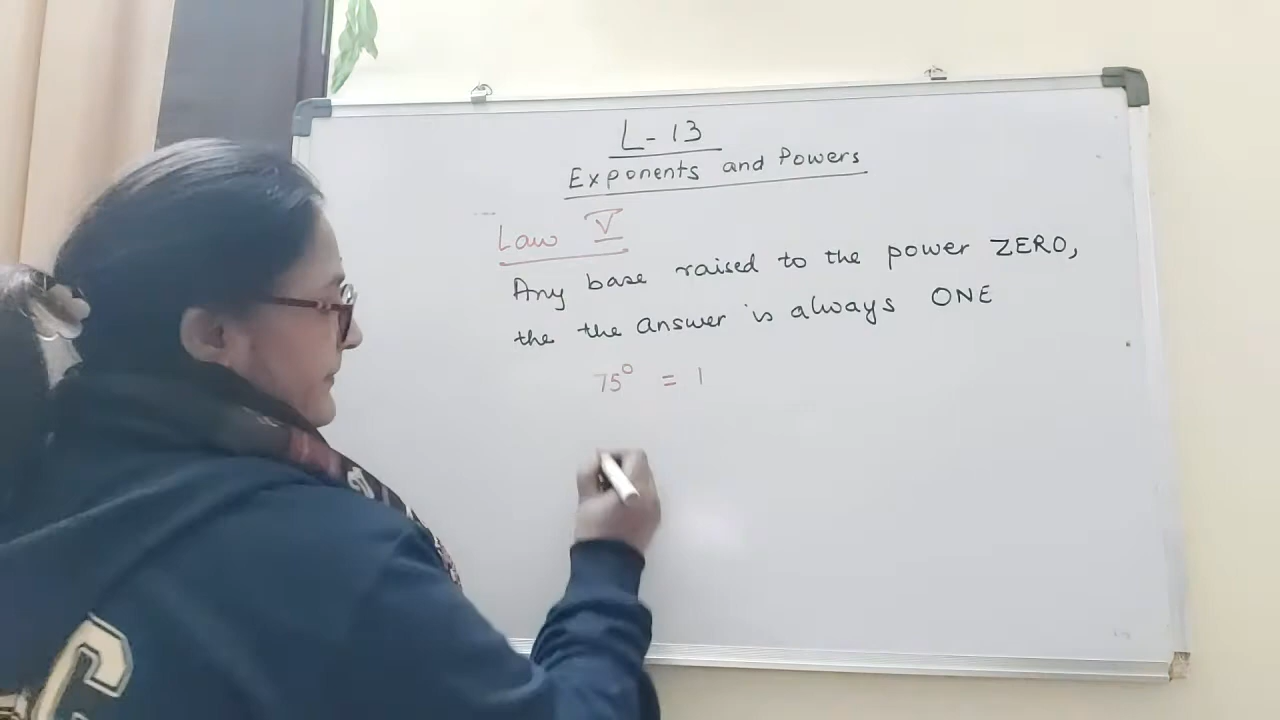 L-13
Exponents and Powers
Law V
Any base raised to the power ZERO,
the the answer is always ONE
75⁰ = 1
C